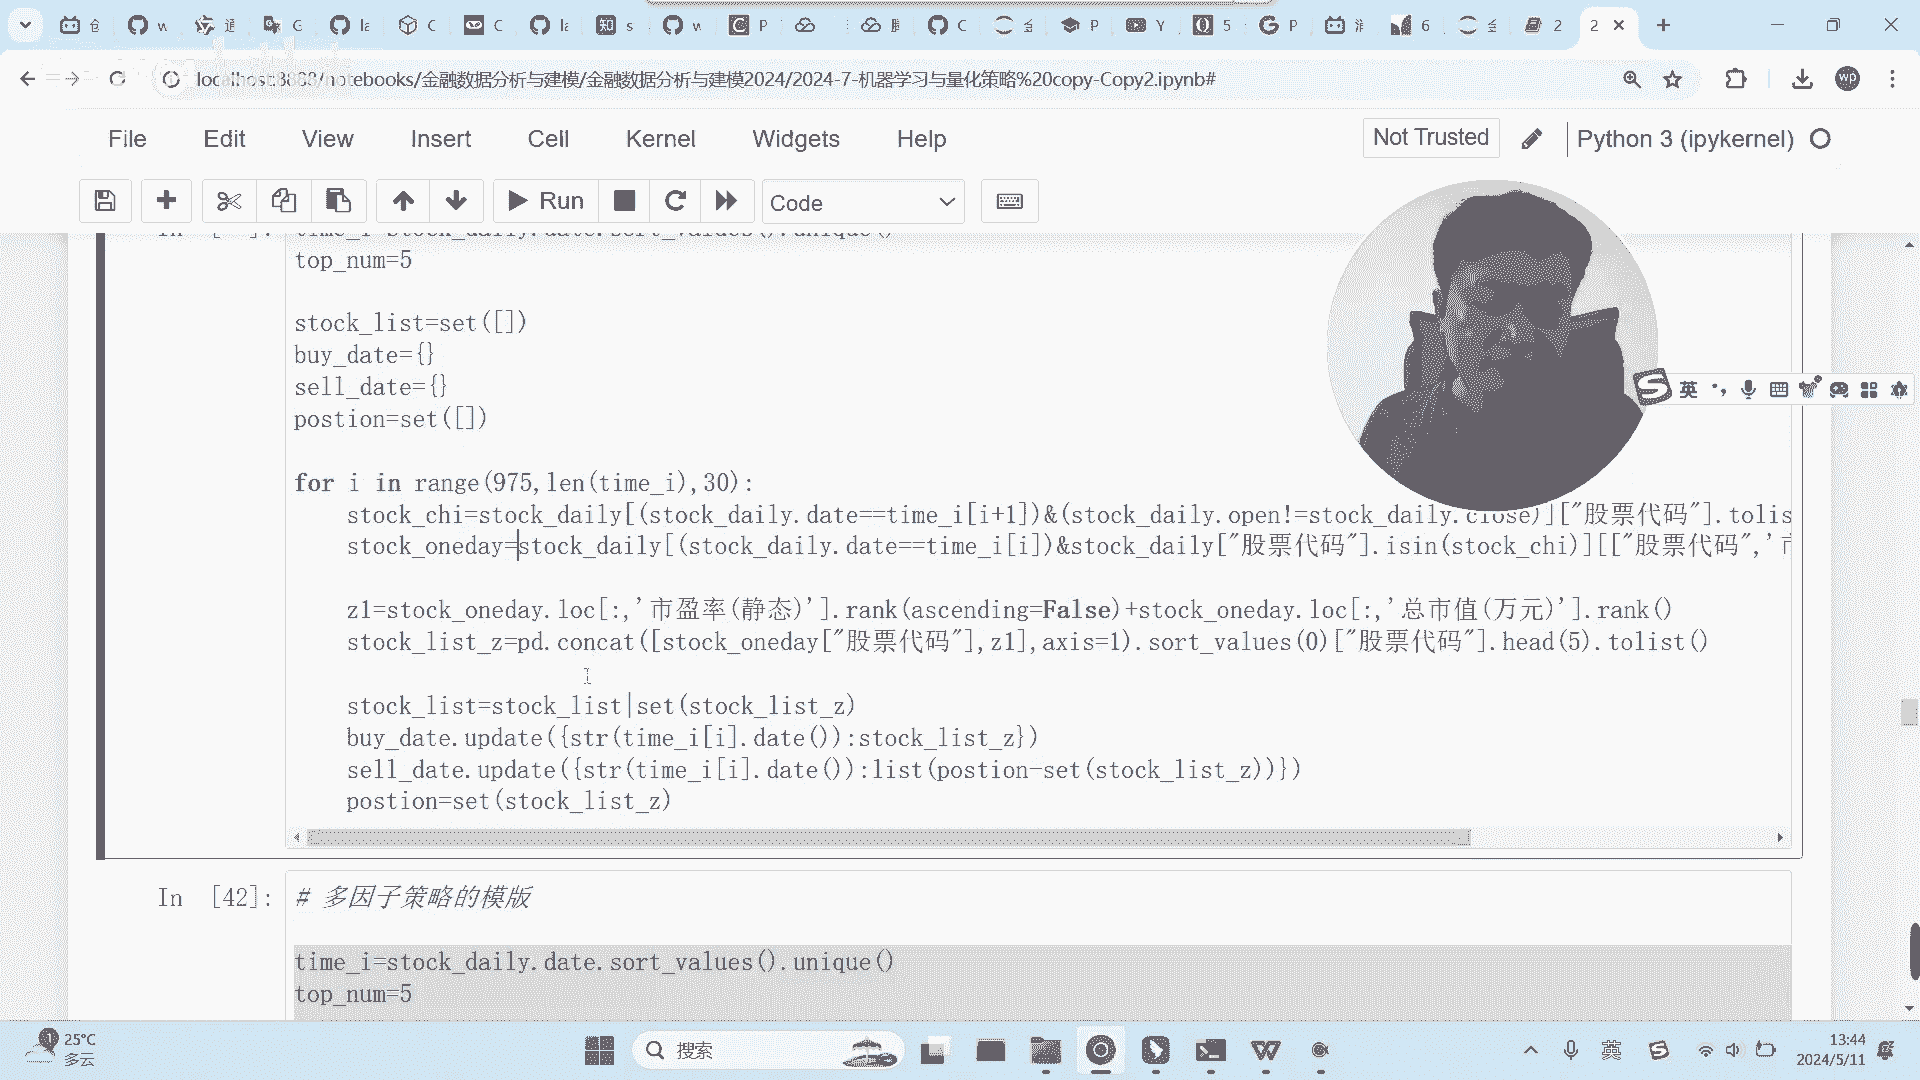 localhost:8888/notebooks/金融数据分析与建模/金融数据分析与建模2024/2024-7-机器学习与量化策略%20copy-Copy2.ipynb#
wp
File Edit View Insert Cell Kernel Widgets Help
Not Trusted
Python 3 (ipykernel)
Run
Code
time_i=stock_daily.date.sort_values().unique()
top_num=5
stock_list=set([])
buy_date={}
sell_date={}
postion=set([])
for i in range(975,len(time_i),30):
stock_chi=stock_daily[(stock_daily.date==time_i[i+1])&(stock_daily.open!=stock_daily.close)]["股票代码"].tolis
stock_oneday=stock_daily[(stock_daily.date==time_i[i])&stock_daily["股票代码"].isin(stock_chi)][["股票代码",'市
z1=stock_oneday.loc[:,'市盈率(静态)'].rank(ascending=False)+stock_oneday.loc[:,'总市值(万元)'].rank()
stock_list_z=pd.concat([stock_oneday["股票代码"],z1],axis=1).sort_values(0)["股票代码"].head(5).tolist()
stock_list=stock_list|set(stock_list_z)
buy_date.update({str(time_i[i].date()):stock_list_z})
sell_date.update({str(time_i[i].date()):list(postion-set(stock_list_z))})
postion=set(stock_list_z)
In [42]:
# 多因子策略的模版
time_i=stock_daily.date.sort_values().unique()
top_num=5
英
25°C
多云
搜索
英
13:44
2024/5/11